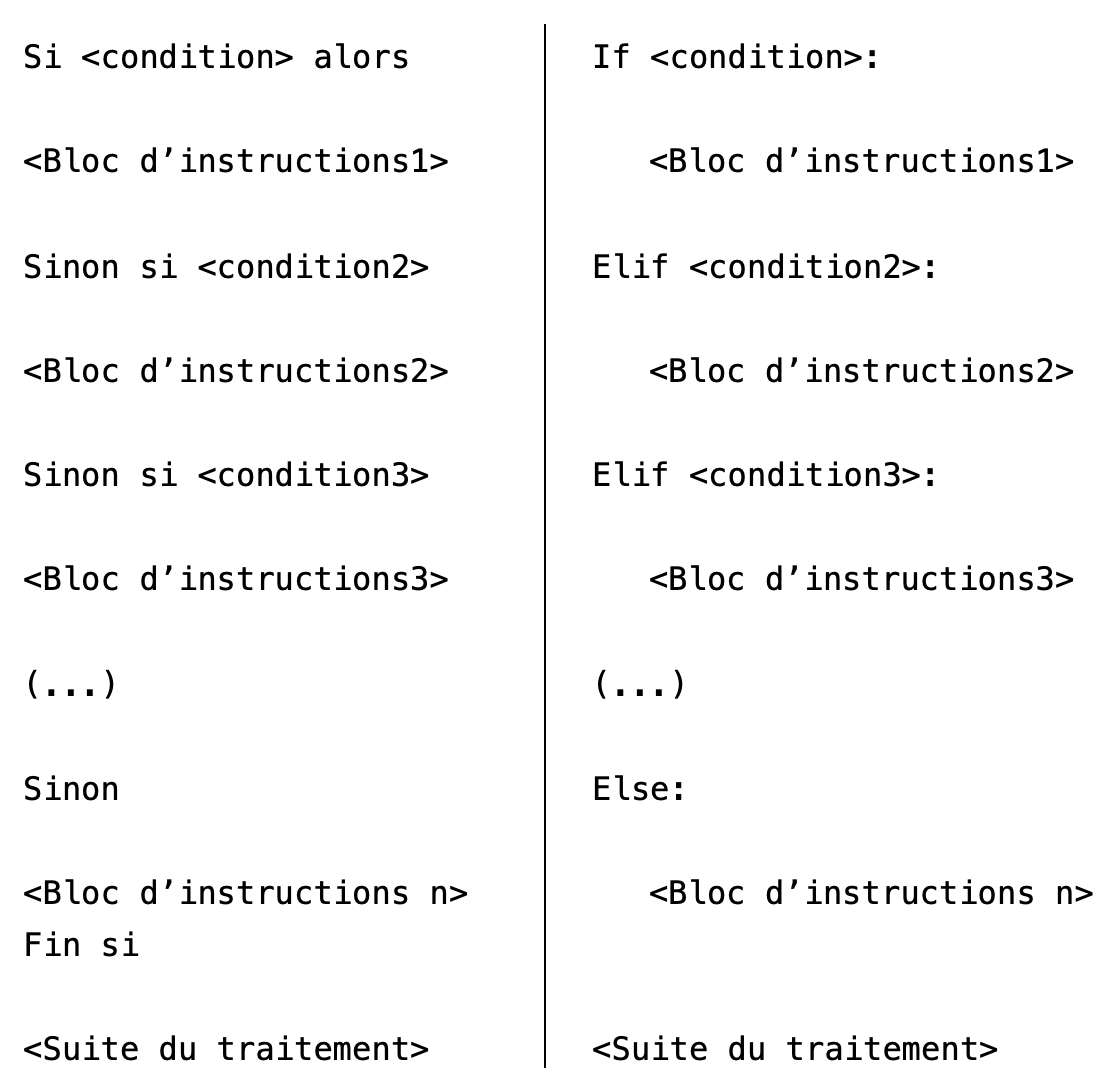 Si <condition> alors
<Bloc d’instructions1>
Sinon si <condition2>
<Bloc d’instructions2>
Sinon si <condition3>
<Bloc d’instructions3>
(...)
Sinon
<Bloc d’instructions n>
Fin si
<Suite du traitement>
If <condition>:
<Bloc d’instructions1>
Elif <condition2>:
<Bloc d’instructions2>
Elif <condition3>:
<Bloc d’instructions3>
(...)
Else:
<Bloc d’instructions n>
<Suite du traitement>